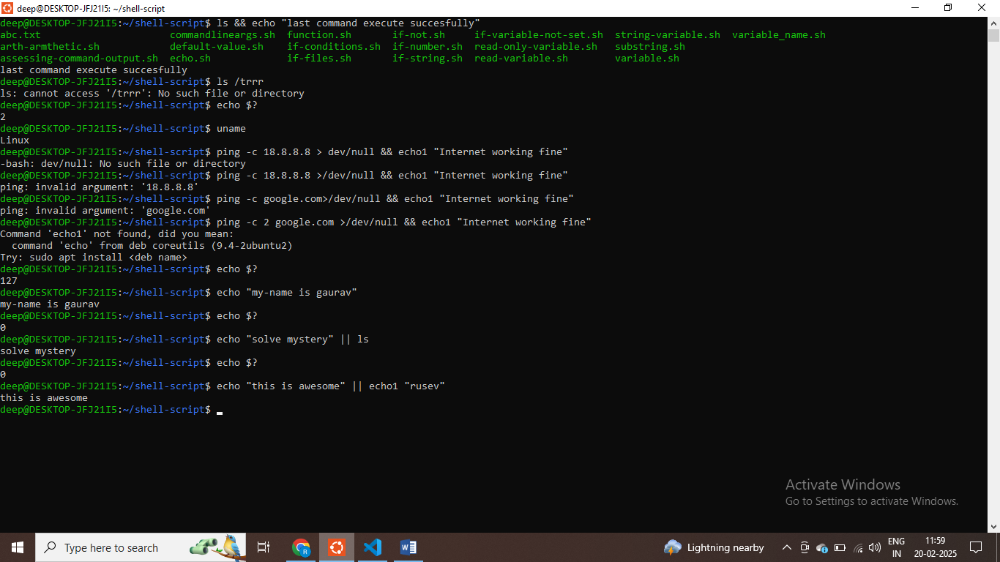 deep@DESKTOP-JFJ21I5: ~/shell-script
deep@DESKTOP-JFJ21I5:~/shell-script$ ls && echo "last command execute succesfully"
abc.txt commandlineargs.sh function.sh if-not.sh if-variable-not-set.sh string-variable.sh variable_name.sh
arth-armthetic.sh default-value.sh if-conditions.sh if-number.sh read-only-variable.sh substring.sh
assessing-command-output.sh echo.sh if-files.sh if-string.sh read-variable.sh variable.sh
last command execute succesfully
deep@DESKTOP-JFJ21I5:~/shell-script$ ls /trrr
ls: cannot access '/trrr': No such file or directory
deep@DESKTOP-JFJ21I5:~/shell-script$ echo $?
2
deep@DESKTOP-JFJ21I5:~/shell-script$ uname
Linux
deep@DESKTOP-JFJ21I5:~/shell-script$ ping -c 18.8.8.8 > dev/null && echo1 "Internet working fine"
-bash: dev/null: No such file or directory
deep@DESKTOP-JFJ21I5:~/shell-script$ ping -c 18.8.8.8 >/dev/null && echo1 "Internet working fine"
ping: invalid argument: '18.8.8.8'
deep@DESKTOP-JFJ21I5:~/shell-script$ ping -c google.com>/dev/null && echo1 "Internet working fine"
ping: invalid argument: 'google.com'
deep@DESKTOP-JFJ21I5:~/shell-script$ ping -c 2 google.com >/dev/null && echo1 "Internet working fine"
Command 'echo1' not found, did you mean:
  command 'echo' from deb coreutils (9.4-2ubuntu2)
Try: sudo apt install <deb name>
deep@DESKTOP-JFJ21I5:~/shell-script$ echo $?
127
deep@DESKTOP-JFJ21I5:~/shell-script$ echo "my-name is gaurav"
my-name is gaurav
deep@DESKTOP-JFJ21I5:~/shell-script$ echo $?
0
deep@DESKTOP-JFJ21I5:~/shell-script$ echo "solve mystery" || ls
solve mystery
deep@DESKTOP-JFJ21I5:~/shell-script$ echo $?
0
deep@DESKTOP-JFJ21I5:~/shell-script$ echo "this is awesome" || echo1 "rusev"
this is awesome
deep@DESKTOP-JFJ21I5:~/shell-script$
Activate Windows
Go to Settings to activate Windows.
Type here to search
Lightning nearby
ENG
IN
11:59
20-02-2025